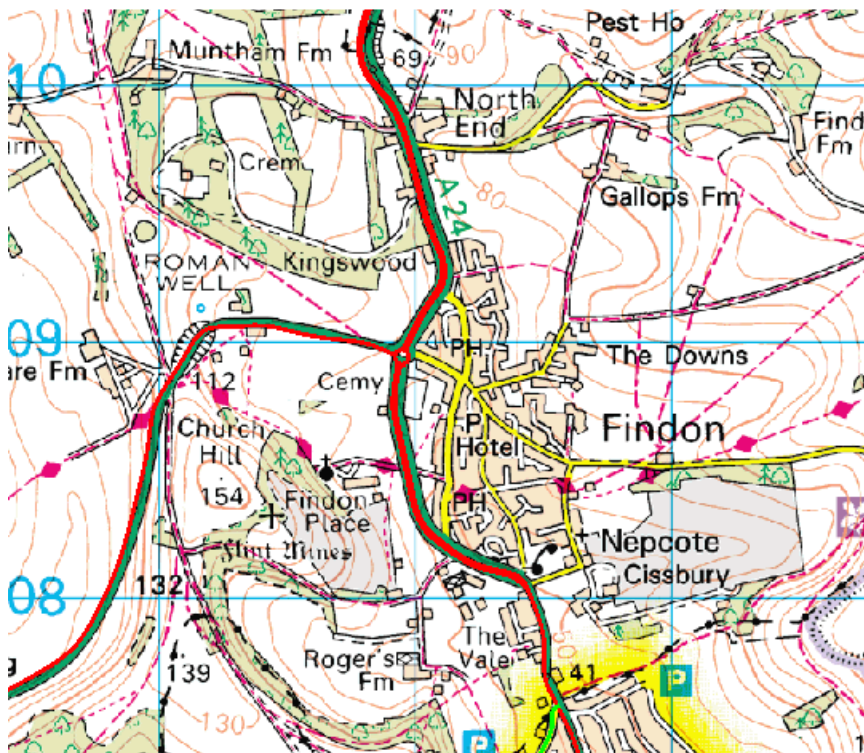 Pest Ho
Muntham Fm
69
90
10
North
End
Find
Fm
Crem
80
A 24
Gallops Fm
ROMAN
WELL
Kingswood
09
PH
The Downs
are Fm
112
Cemy
Church
Hill
P
Hotel
Findon
154
Findon
Place
PH
Flint Mines
Nepcote
Cissbury
08
132
The
Vale
50
Roger's
Fm
139
41
P
130
P
g